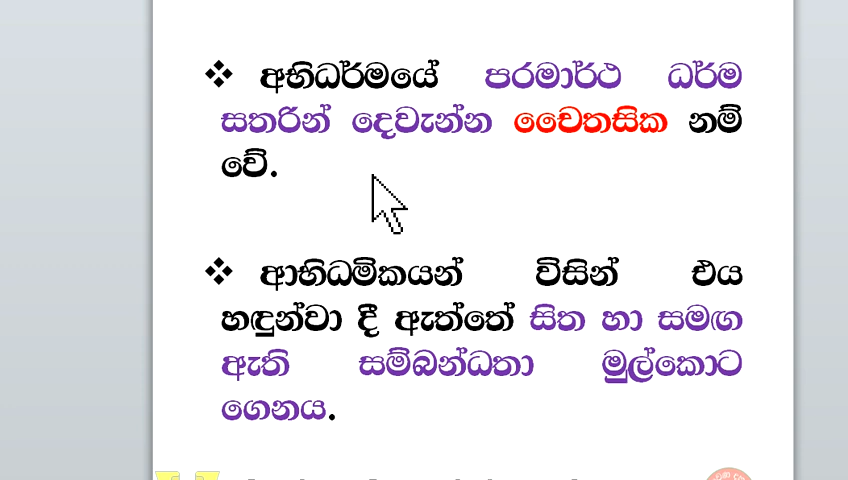 ❖ අභිධර්මයේ පරමාර්ථ ධර්ම
සතරින් දෙවැන්න චෛතසික නම්
වේ.
❖ ආභිධමිකයන් විසින් එය
හඳුන්වා දී ඇත්තේ සිත හා සමඟ
ඇති සම්බන්ධතා මුල්කොට
ගෙනය.